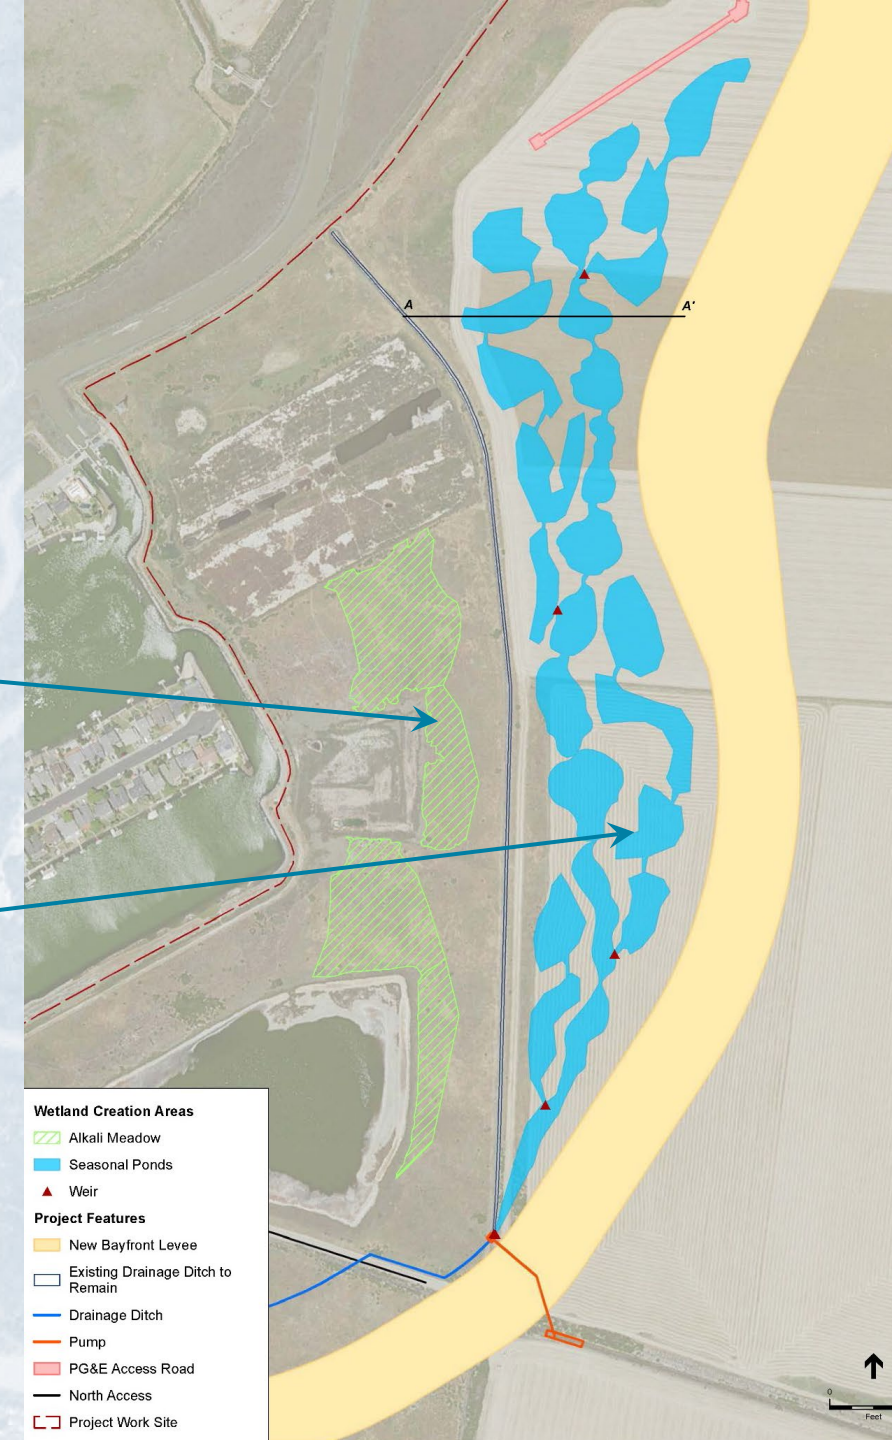 A
A'
Wetland Creation Areas
Alkali Meadow
Seasonal Ponds
Weir
Project Features
New Bayfront Levee
Existing Drainage Ditch to
Remain
Drainage Ditch
Pump
PG&E Access Road
North Access
Project Work Site
0
Feet